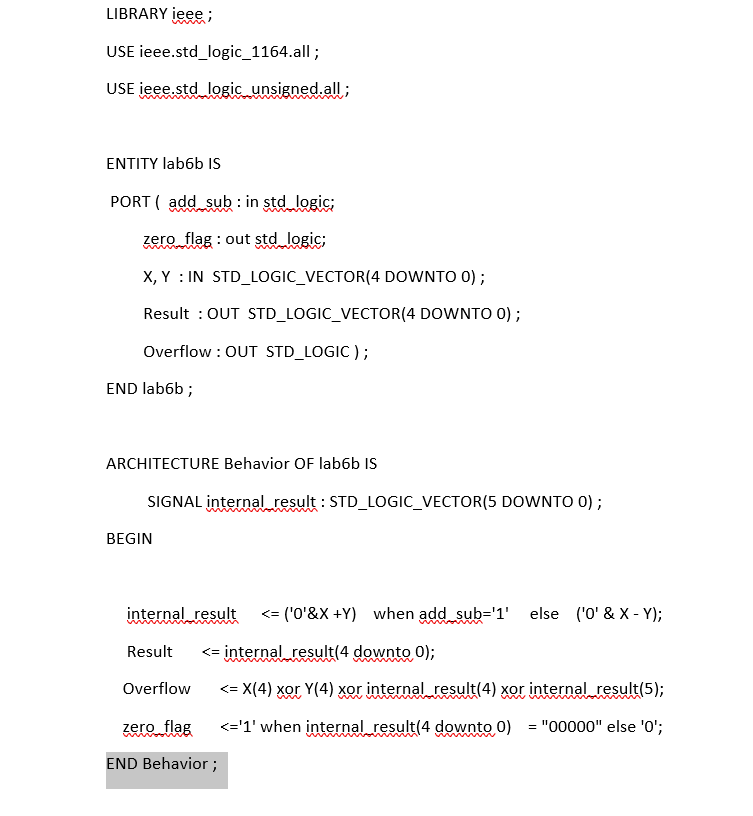 LIBRARY ieee ;
USE ieee.std_logic_1164.all ;
USE ieee.std_logic_unsigned.all ;
ENTITY lab6b IS
PORT ( add_sub : in std_logic;
zero_flag : out std_logic;
X, Y : IN STD_LOGIC_VECTOR(4 DOWNTO 0) ;
Result : OUT STD_LOGIC_VECTOR(4 DOWNTO 0) ;
Overflow : OUT STD_LOGIC ) ;
END lab6b ;
ARCHITECTURE Behavior OF lab6b IS
SIGNAL internal_result : STD_LOGIC_VECTOR(5 DOWNTO 0) ;
BEGIN
internal_result <= ('0'&X +Y) when add_sub='1' else ('0' & X - Y);
Result <= internal_result(4 downto 0);
Overflow <= X(4) xor Y(4) xor internal_result(4) xor internal_result(5);
zero_flag <='1' when internal_result(4 downto 0) = "00000" else '0';
END Behavior ;